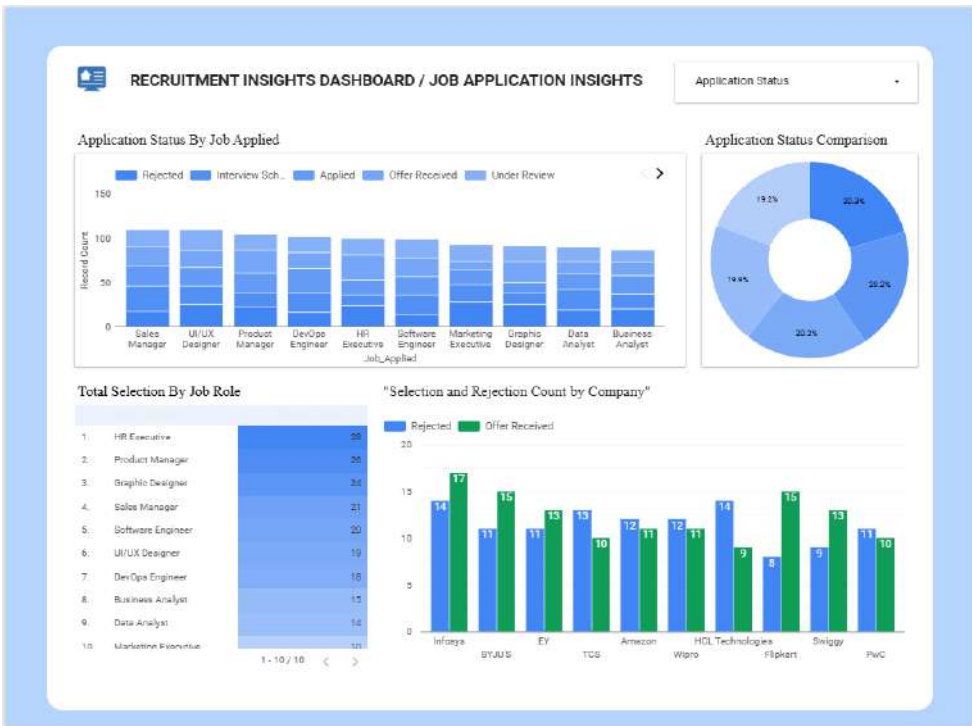 RECRUITMENT INSIGHTS DASHBOARD / JOB APPLICATION INSIGHTS
Application Status
Application Status By Job Applied
Rejected Interview Sch... Applied Offer Received Under Review
150
100
50
0
Record Count
Sales Manager
UI/UX Designer
Product Manager
DevOps Engineer
HR Executive
Software Engineer
Marketing Executive
Graphic Designer
Data Analyst
Business Analyst
Job_Applied
Application Status Comparison
19.2%
20.3%
19.9%
20.2%
20.3%
Total Selection By Job Role
1. HR Executive 28
2. Product Manager 26
3. Graphic Designer 24
4. Sales Manager 21
5. Software Engineer 20
6. UI/UX Designer 19
7. DevOps Engineer 18
8. Business Analyst 15
9. Data Analyst 14
10. Marketing Executive 10
1 - 10 / 10
"Selection and Rejection Count by Company"
Rejected Offer Received
20
15
10
5
0
14 17
11 15
11 13
13 10
12 11
12 11
14 9
8 15
9 13
11 10
Infosys
BYJU'S
EY
TCS
Amazon
Wipro
HCL Technologies
Flipkart
Swiggy
PwC